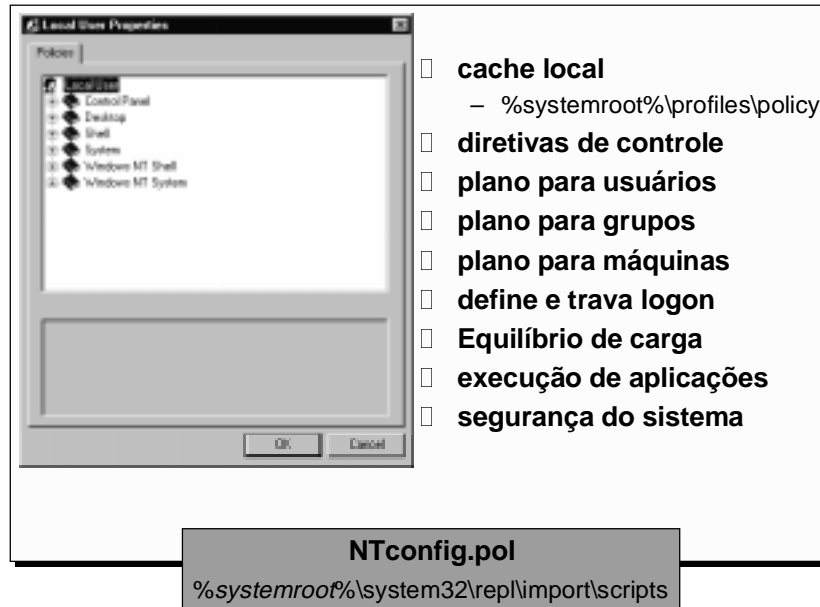 Local User Properties
Policies
Local User
Control Panel
Desktop
Shell
System
Windows NT Shell
Windows NT System
OK
Cancel
cache local
– %systemroot%\profiles\policy
diretivas de controle
plano para usuários
plano para grupos
plano para máquinas
define e trava logon
Equilíbrio de carga
execução de aplicações
segurança do sistema
NTconfig.pol
%systemroot%\system32\repl\import\scripts